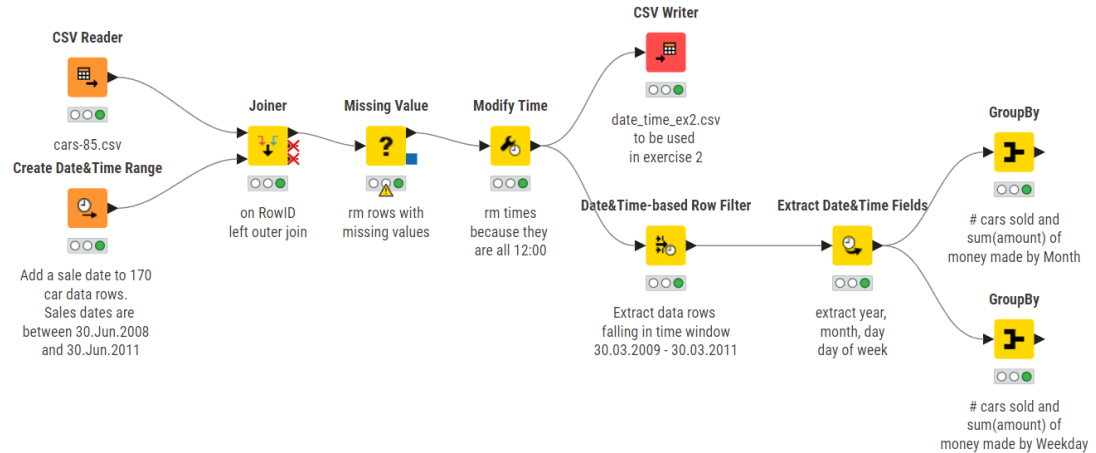 CSV Reader
cars-85.csv
Create Date&Time Range
Add a sale date to 170
car data rows.
Sales dates are
between 30.Jun.2008
and 30.Jun.2011
Joiner
on RowID
left outer join
Missing Value
?
rm rows with
missing values
Modify Time
rm times
because they
are all 12:00
CSV Writer
date_time_ex2.csv
to be used
in exercise 2
Date&Time-based Row Filter
Extract data rows
falling in time window
30.03.2009 - 30.03.2011
Extract Date&Time Fields
extract year,
month, day
day of week
GroupBy
# cars sold and
sum(amount) of
money made by Month
GroupBy
# cars sold and
sum(amount) of
money made by Weekday